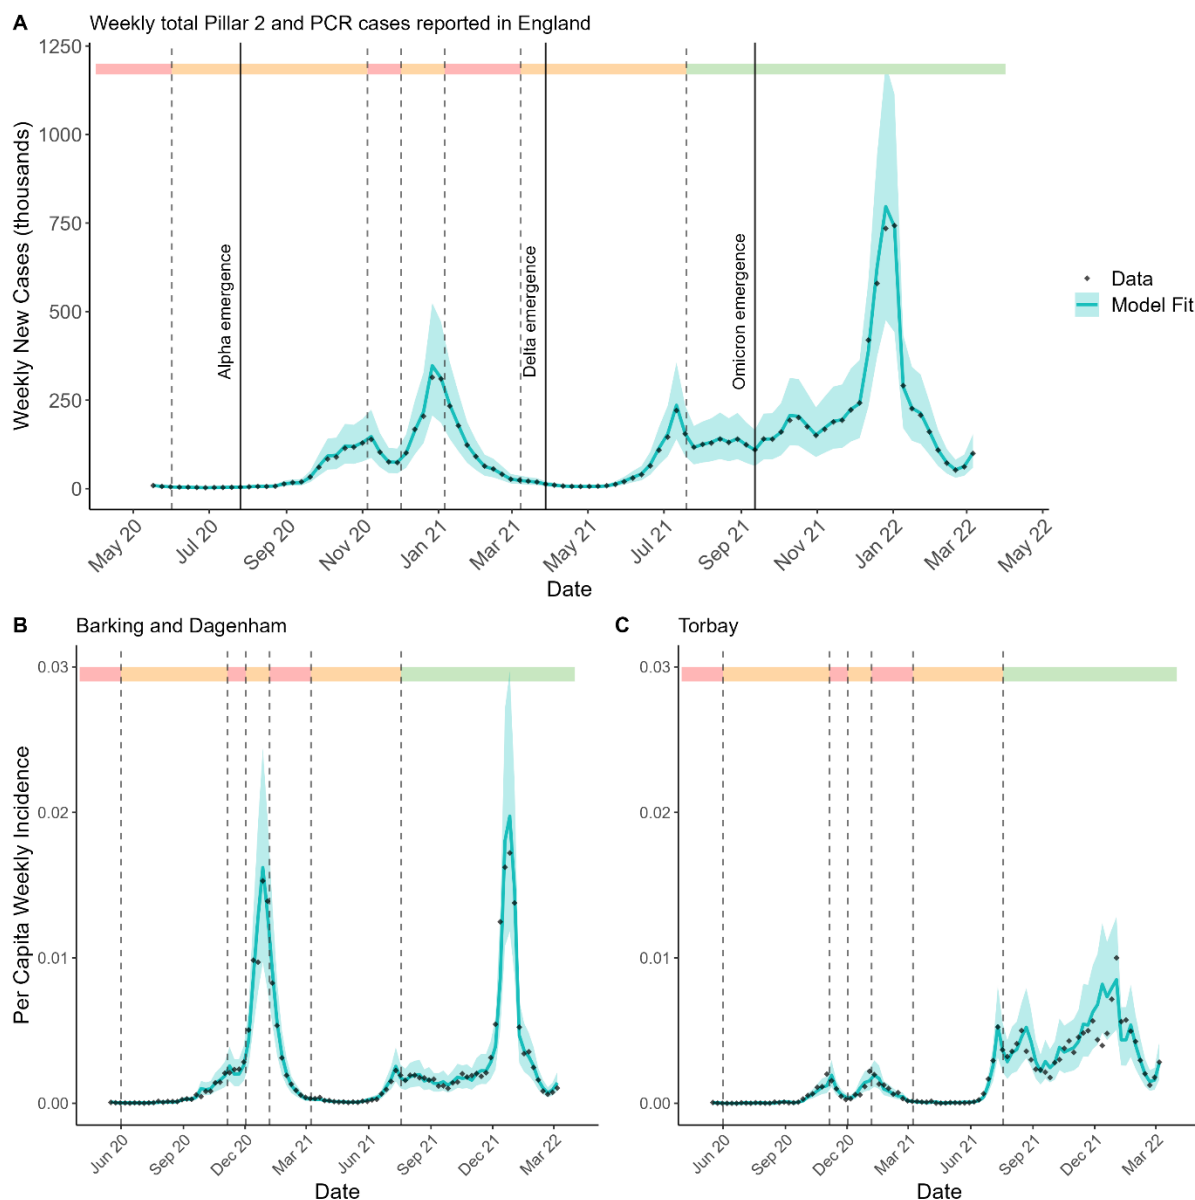 A Weekly total Pillar 2 and PCR cases reported in England
1250
1000
750
500
250
0
Weekly New Cases (thousands)
Alpha emergence
Delta emergence
Omicron emergence
Data
Model Fit
May 20 Jul 20 Sep 20 Nov 20 Jan 21 Mar 21 May 21 Jul 21 Sep 21 Nov 21 Jan 22 Mar 22 May 22
Date
B Barking and Dagenham
0.03
0.02
0.01
0.00
Per Capita Weekly Incidence
Jun 20 Sep 20 Dec 20 Mar 21 Jun 21 Sep 21 Dec 21 Mar 22
Date
C Torbay
0.03
0.02
0.01
0.00
Jun 20 Sep 20 Dec 20 Mar 21 Jun 21 Sep 21 Dec 21 Mar 22
Date